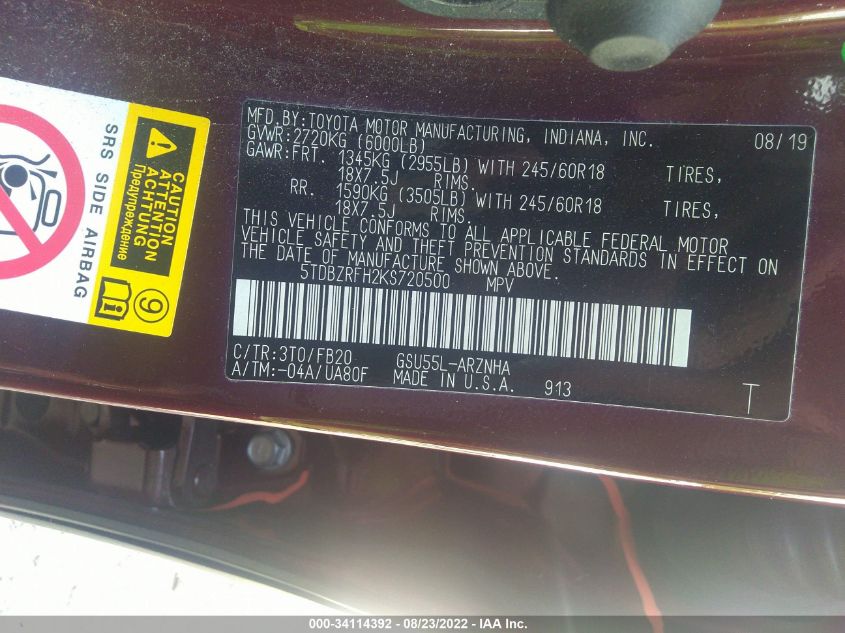 MFD.BY:TOYOTA MOTOR MANUFACTURING, INDIANA, INC. 08/19
GVWR:2720KG (6000LB)
GAWR:FRT. 1345KG (2955LB) WITH 245/60R18 TIRES,
18X7.5J RIMS.
RR. 1590KG (3505LB) WITH 245/60R18 TIRES,
18X7.5J RIMS.
THIS VEHICLE CONFORMS TO ALL APPLICABLE FEDERAL MOTOR
VEHICLE SAFETY AND THEFT PREVENTION STANDARDS IN EFFECT ON
THE DATE OF MANUFACTURE SHOWN ABOVE.
5TDBZRFH2KS720500 MPV
C/TR:3T0/FB20 GSU55L-ARZNHA
A/TM:-04A/UA80F MADE IN U.S.A. 913 T
SRS SIDE AIRBAG
CAUTION
ATTENTION
ACHTUNG
Предупреждение
9
000-34114392 - 08/23/2022 - IAA Inc.